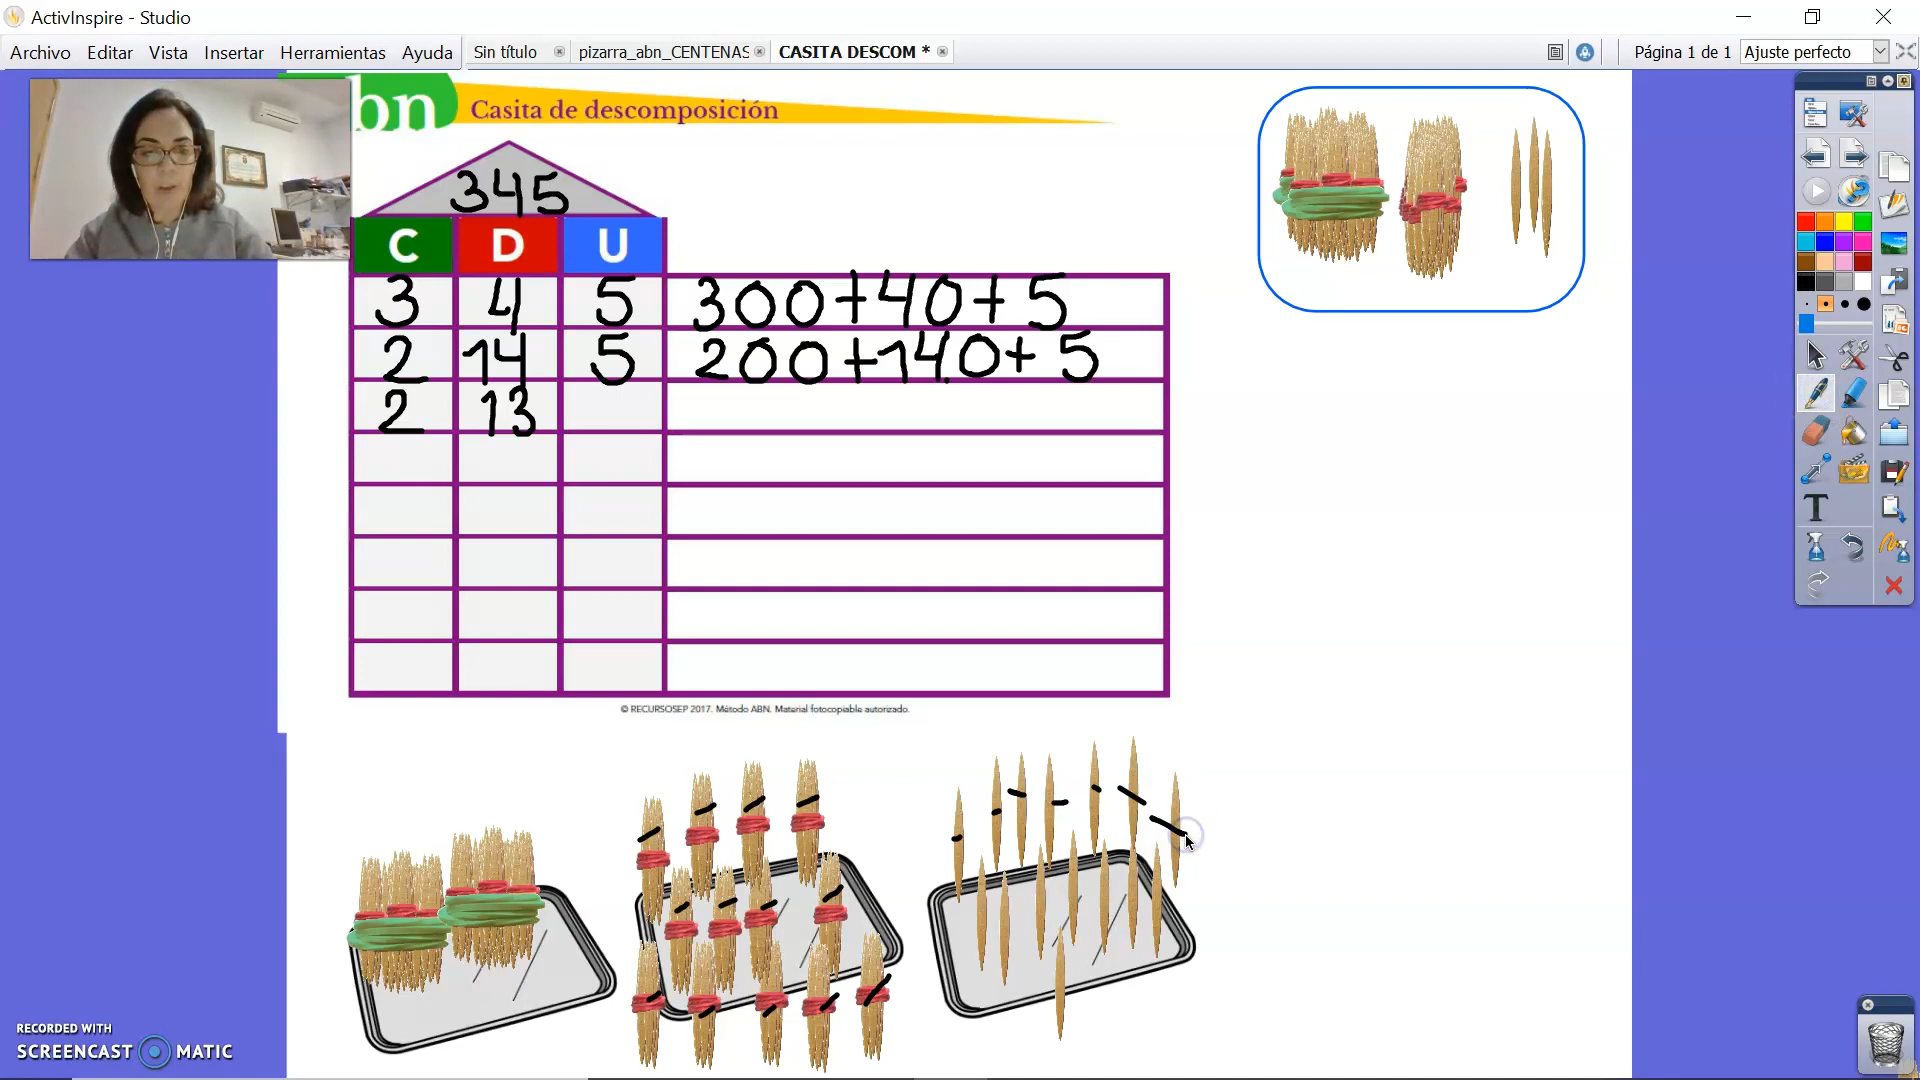 ActivInspire - Studio
Archivo Editar Vista Insertar Herramientas Ayuda Sin título pizarra_abn_CENTENAS CASITA DESCOM * Página 1 de 1 Ajuste perfecto
bn Casita de descomposición
345
C D U
3 4 5 300+40+5
2 14 5 200+140+5
2 13
© RECURSOSEP 2017. Método ABN. Material fotocopiable autorizado.
T
RECORDED WITH
SCREENCAST MATIC